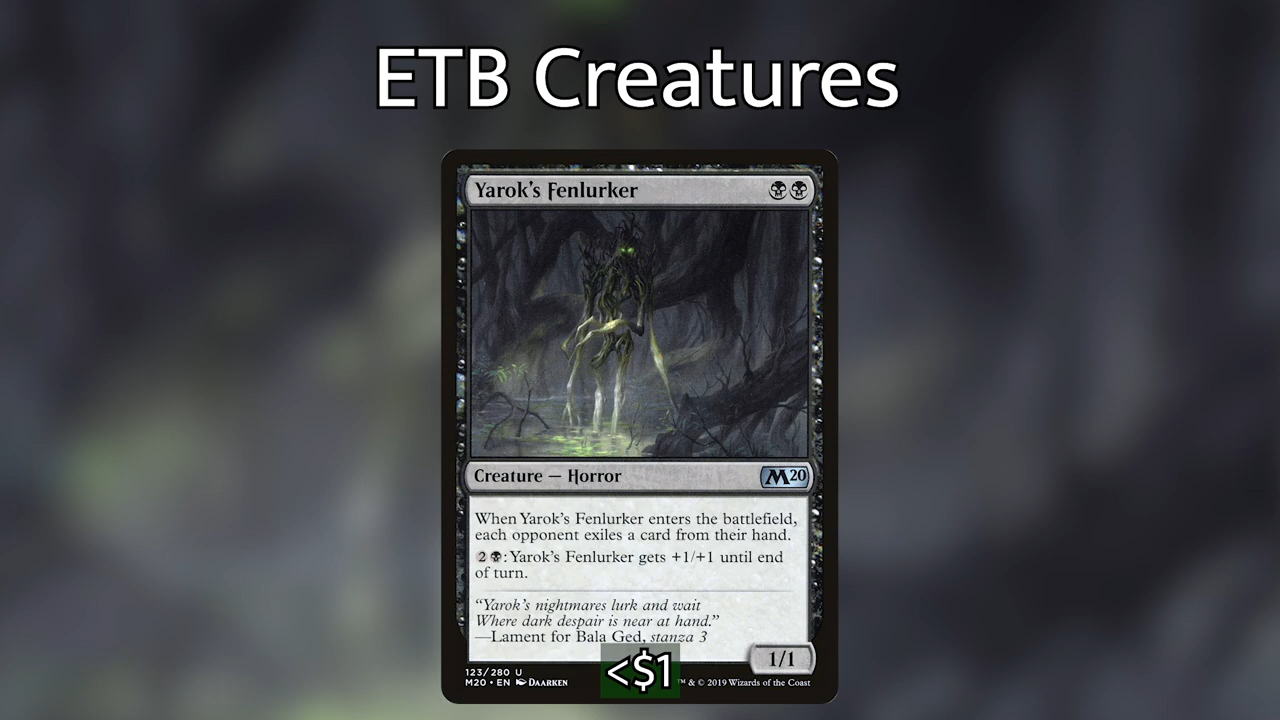 ETB Creatures
Yarok's Fenlurker
Creature — Horror
M20
When Yarok's Fenlurker enters the battlefield,
each opponent exiles a card from their hand.
2 : Yarok's Fenlurker gets +1/+1 until end
of turn.
"Yarok's nightmares lurk and wait
Where dark despair is near at hand."
—Lament for Bala Ged, stanza 3
1/1
<$1
123/280 U
M20 • EN DAARKEN
™ & © 2019 Wizards of the Coast